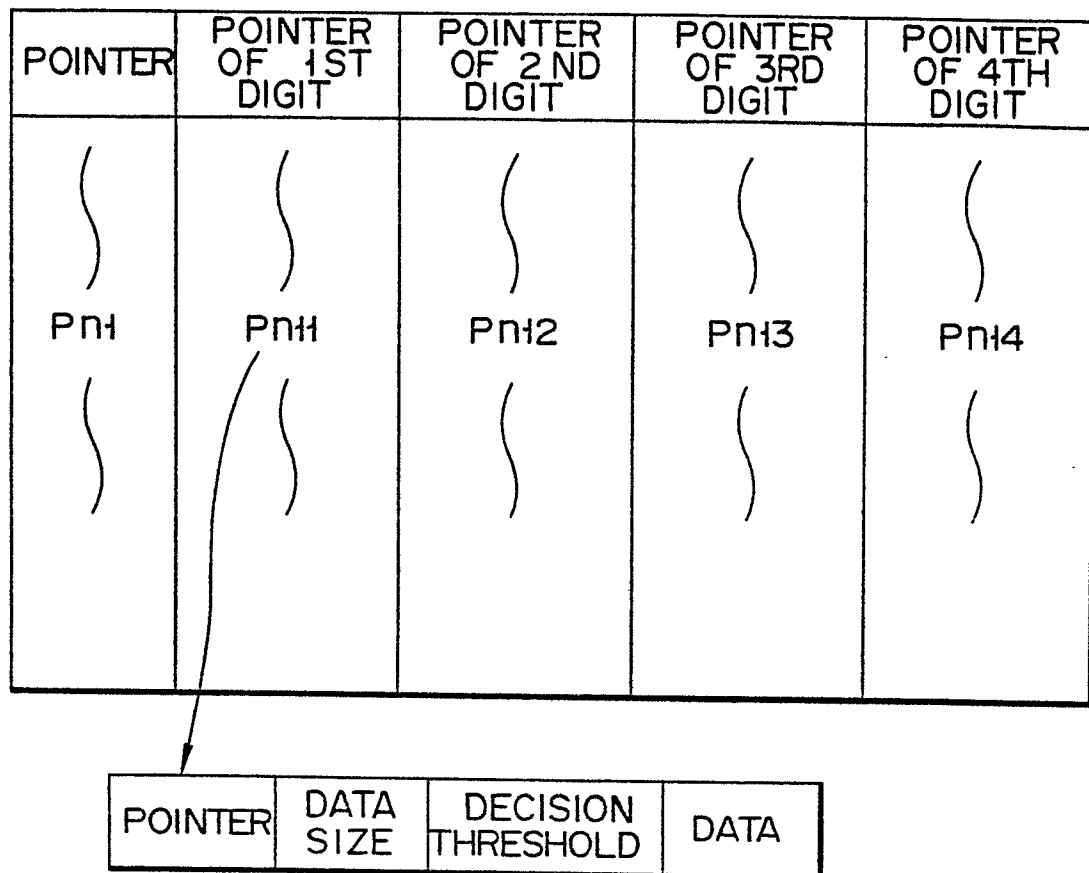 POINTER
POINTER OF 1ST DIGIT
POINTER OF 2ND DIGIT
POINTER OF 3RD DIGIT
POINTER OF 4TH DIGIT
Pn1
Pn11
Pn12
Pn13
Pn14
POINTER
DATA SIZE
DECISION THRESHOLD
DATA